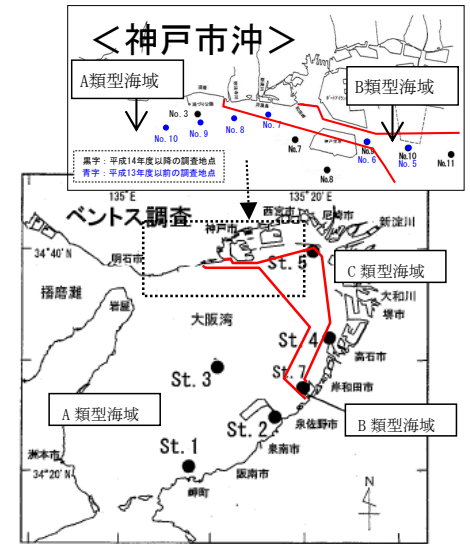 ＜神戸市沖＞
A類型海域
B類型海域
No. 3
No. 10
No. 9
No. 8
No. 7
No.7
No.8
No. 6
No.10
No. 5
No.11
ポートアイランド
黒字：平成14年度以降の調査地点
青字：平成13年度以前の調査地点
135°E
135°20'E
ベントス調査
神戸市
西宮市
尼崎市
新淀川
34°40'N
明石市
St. 5
C 類型海域
播磨灘
岩屋
大阪湾
大和川
堺市
St. 4
高石市
St. 3
St. 7
岸和田市
A 類型海域
St. 2
泉佐野市
B 類型海域
泉南市
洲本市
St. 1
阪南市
34°20'N
岬町
N